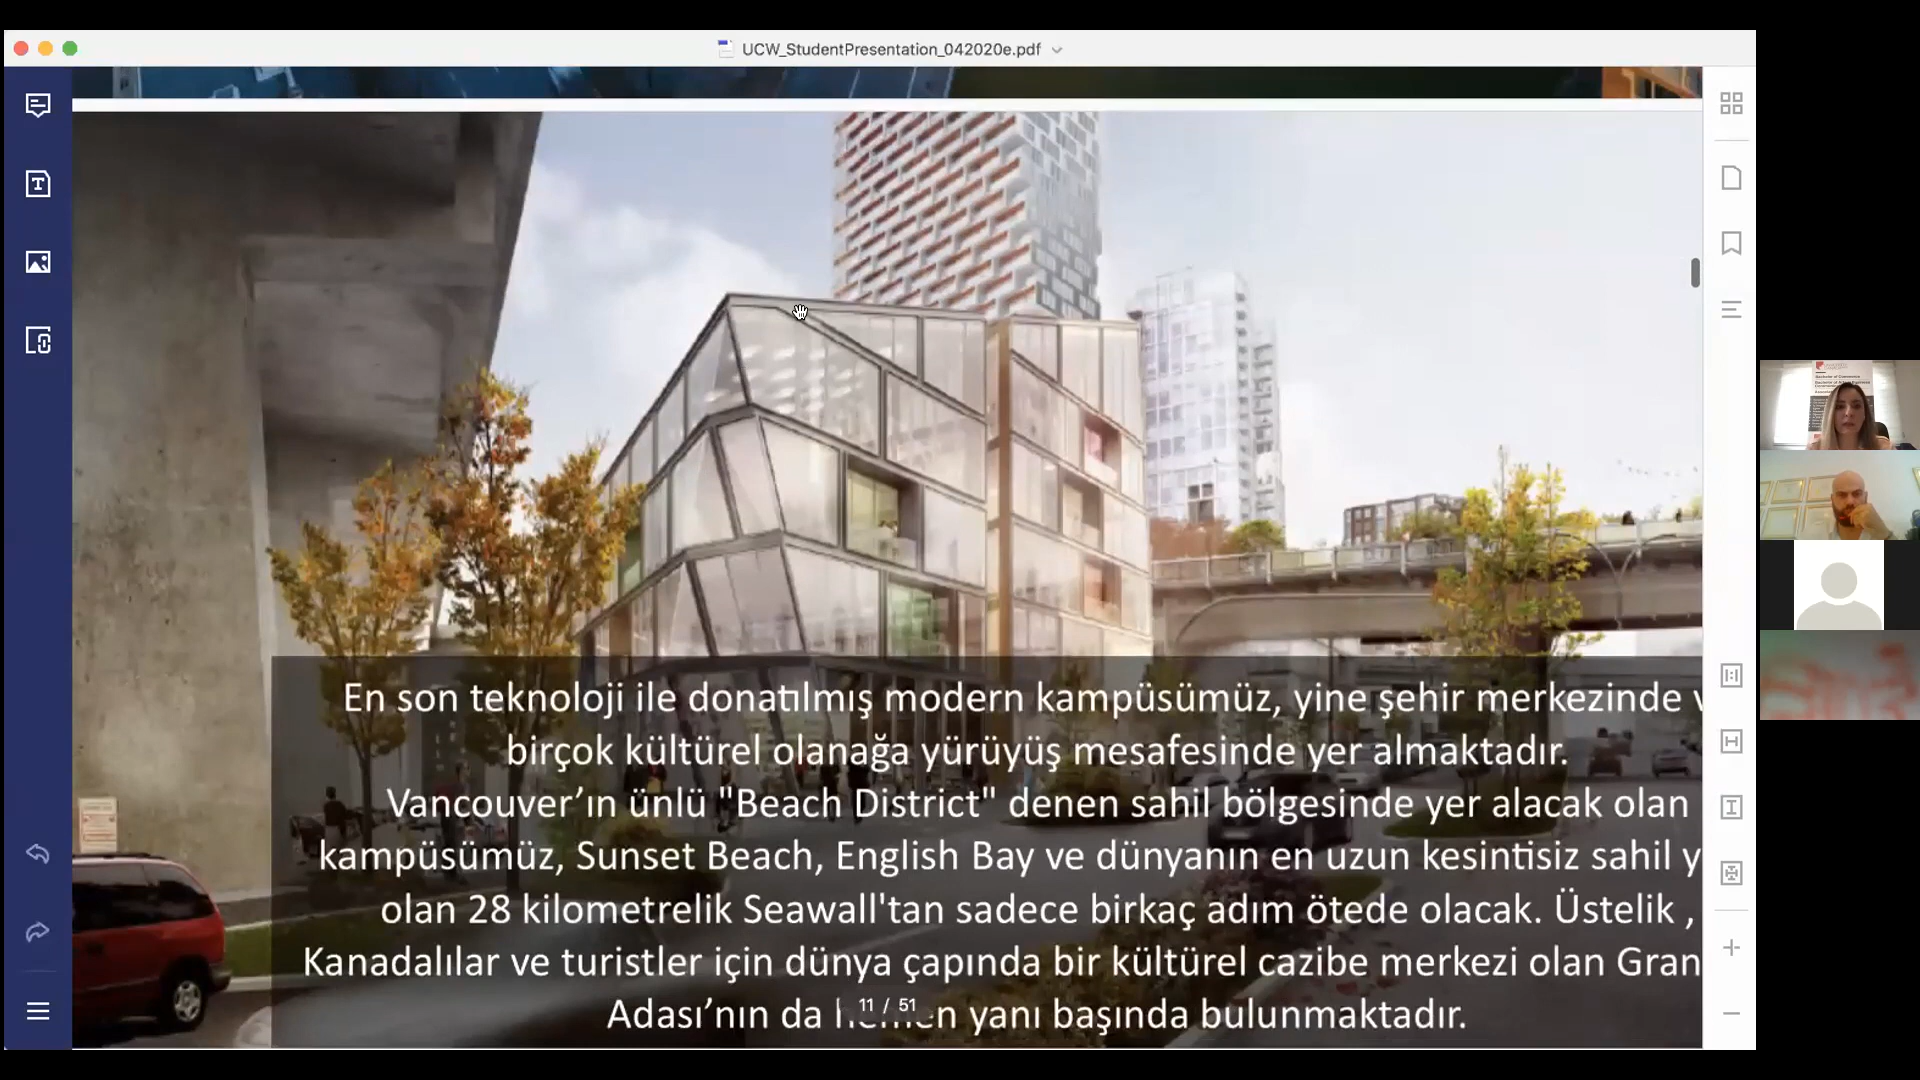 UCW_StudentPresentation_042020e.pdf
En son teknoloji ile donatılmış modern kampüsümüz, yine şehir merkezinde
birçok kültürel olanağa yürüyüş mesafesinde yer almaktadır.
Vancouver’ın ünlü "Beach District" denen sahil bölgesinde yer alacak olan
kampüsümüz, Sunset Beach, English Bay ve dünyanın en uzun kesintisiz sahil y
olan 28 kilometrelik Seawall'tan sadece birkaç adım ötede olacak. Üstelik ,
Kanadalılar ve turistler için dünya çapında bir kültürel cazibe merkezi olan Gran
Adası’nın da hemen yanı başında bulunmaktadır.
11 / 51